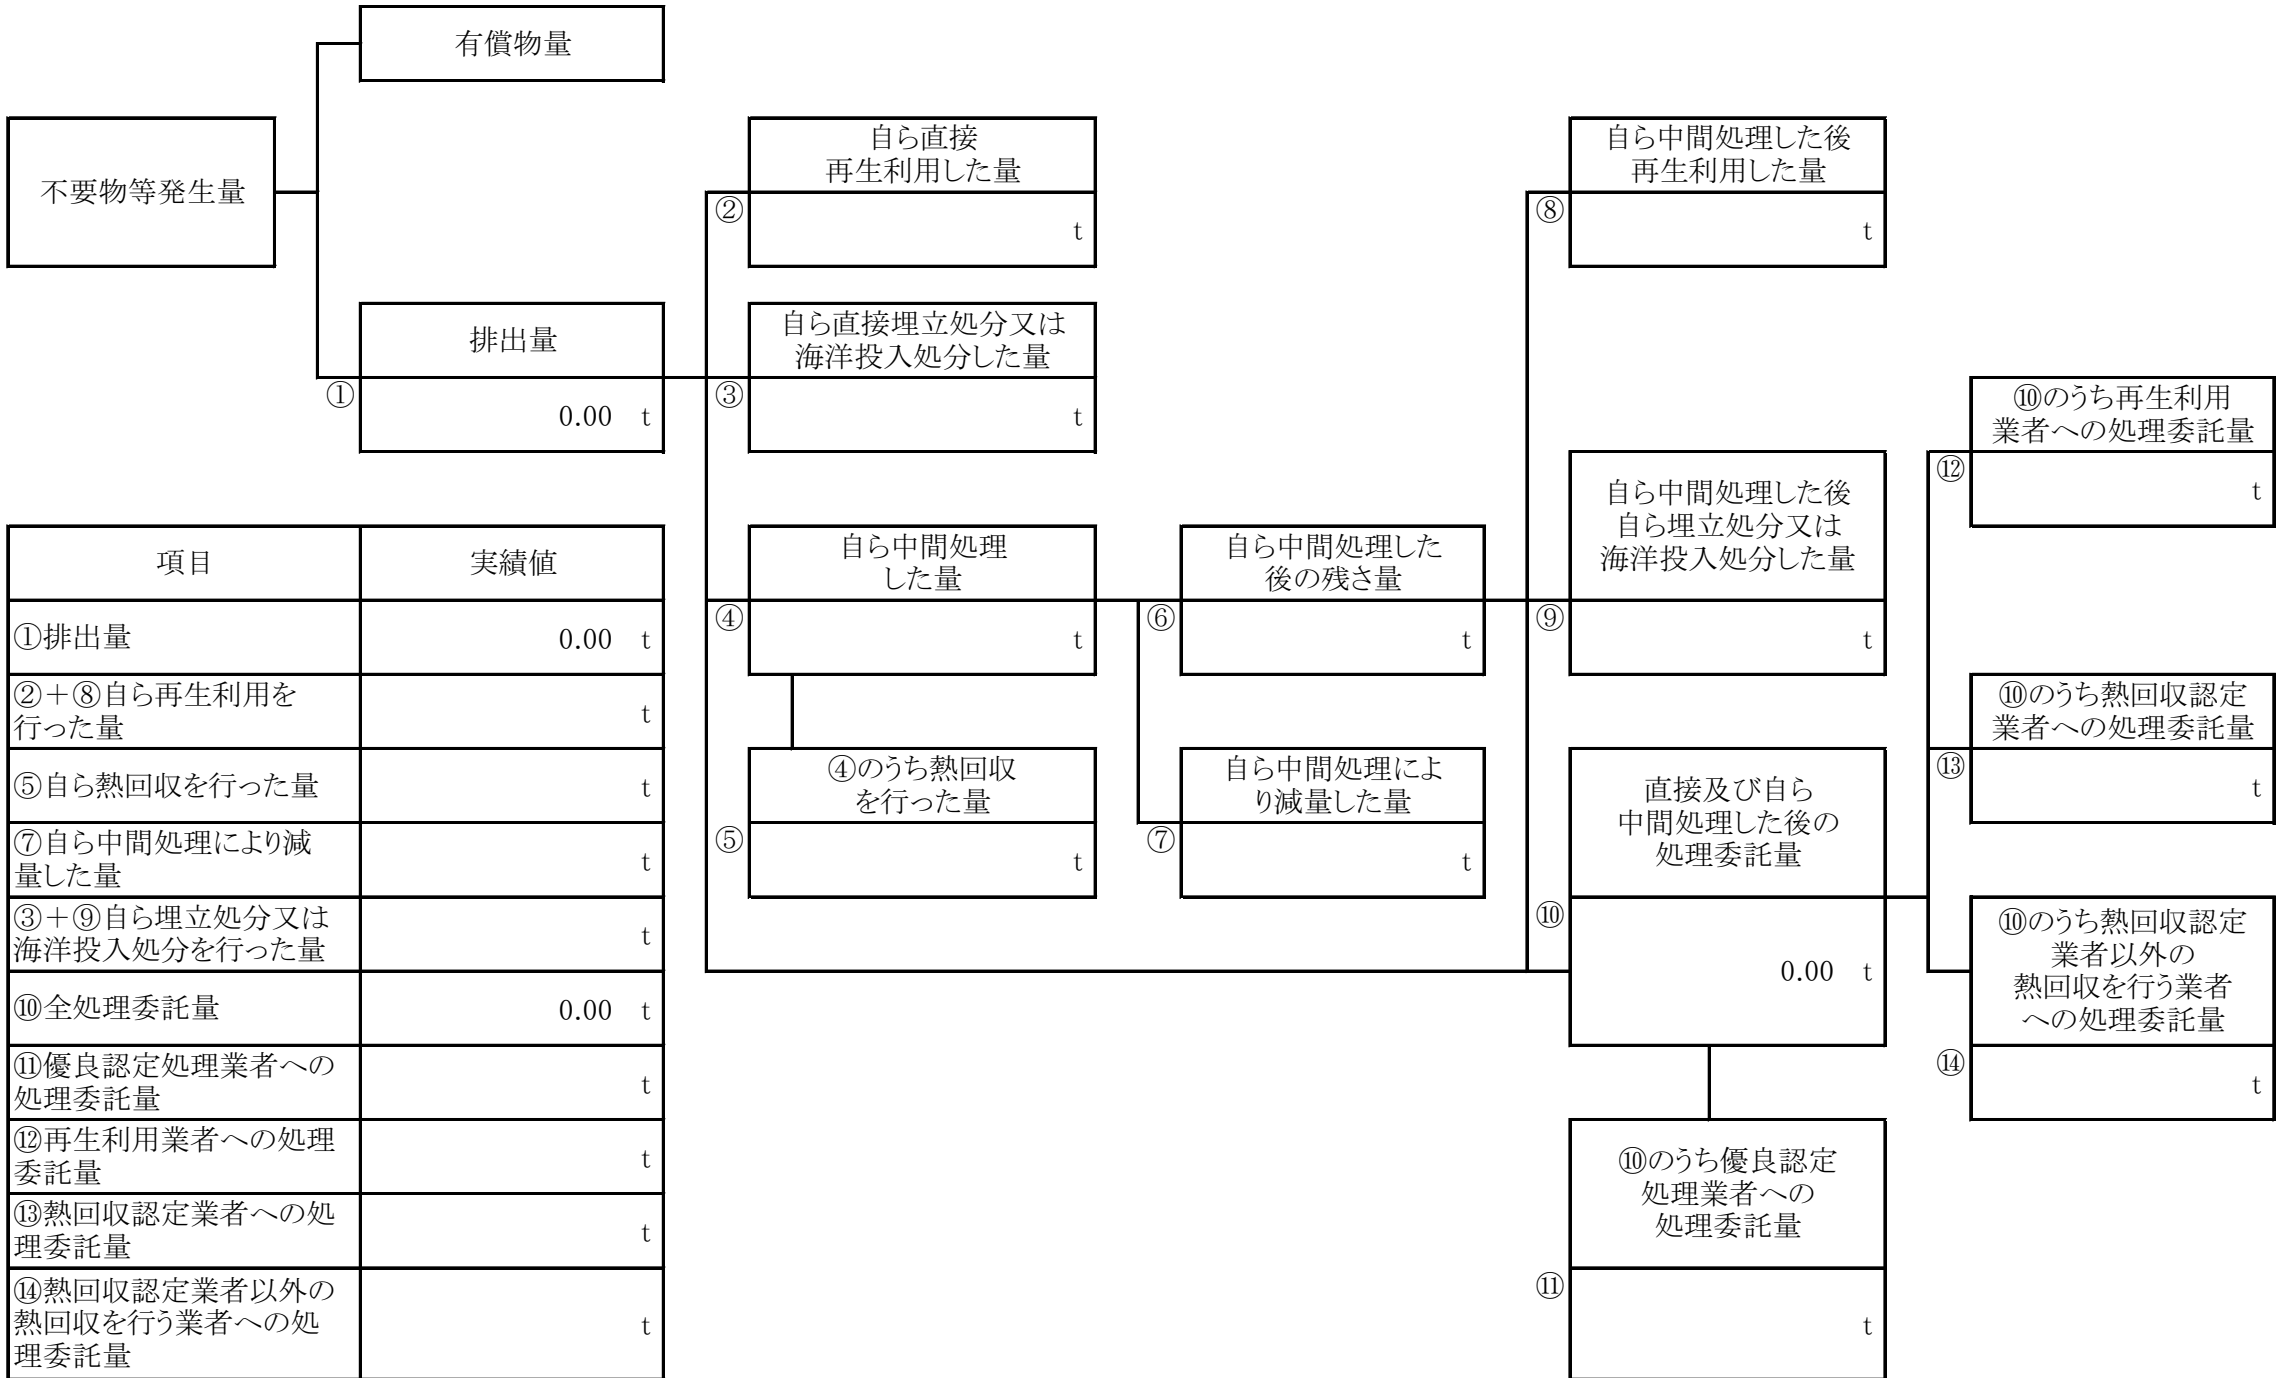 有償物量
不要物等発生量
排出量
①
0.00 t
自ら直接
再生利用した量
②
t
自ら直接埋立処分又は
海洋投入処分した量
③
t
自ら中間処理
した量
④
t
④のうち熱回収
を行った量
⑤
t
自ら中間処理した
後の残さ量
⑥
t
自ら中間処理によ
り減量した量
⑦
t
自ら中間処理した後
再生利用した量
⑧
t
自ら中間処理した後
自ら埋立処分又は
海洋投入処分した量
⑨
t
直接及び自ら
中間処理した後の
処理委託量
⑩
0.00 t
⑩のうち優良認定
処理業者への
処理委託量
⑪
t
⑩のうち再生利用
業者への処理委託量
⑫
t
⑩のうち熱回収認定
業者への処理委託量
⑬
t
⑩のうち熱回収認定
業者以外の
熱回収を行う業者
への処理委託量
⑭
t
項目 実績値
①排出量 0.00 t
②＋⑧自ら再生利用を
行った量
t
⑤自ら熱回収を行った量 t
⑦自ら中間処理により減
量した量
t
③＋⑨自ら埋立処分又は
海洋投入処分を行った量
t
⑩全処理委託量 0.00 t
⑪優良認定処理業者への
処理委託量
t
⑫再生利用業者への処理
委託量
t
⑬熱回収認定業者への処
理委託量
t
⑭熱回収認定業者以外の
熱回収を行う業者への処
理委託量
t